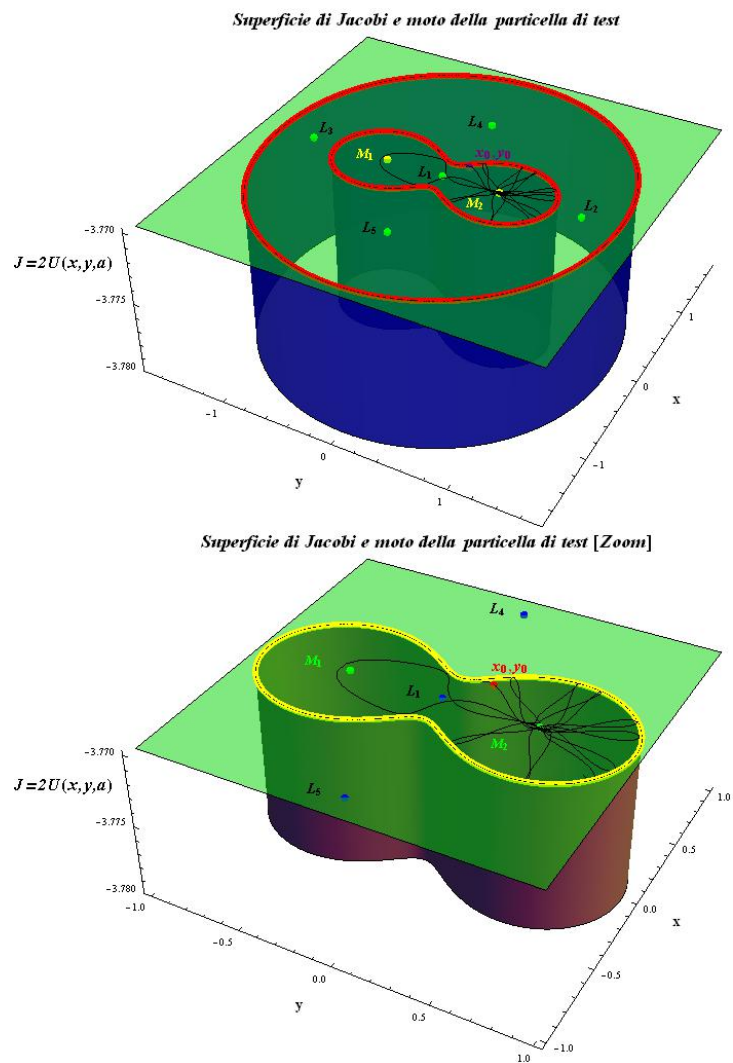 Superficie di Jacobi e moto della particella di test
L4
L3
M1
x0,y0
L1
M2
L2
L5
-3.770
J=2U(x,y,a)
-3.775
-3.780
1
0
x
-1
-1
0
y
1
Superficie di Jacobi e moto della particella di test [Zoom]
L4
M1
x0,y0
L1
M2
-3.770
J=2U(x,y,a)
L5
-3.775
-3.780
1.0
0.5
x
0.0
-0.5
-1.0
-1.0
-0.5
0.0
y
0.5
1.0